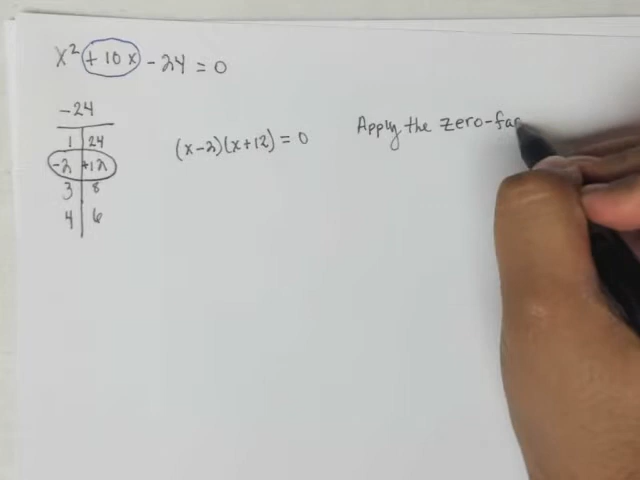 x² + 10x - 24 = 0
-24
1 | 24
-2 | +12
3 | 8
4 | 6
(x-2)(x+12) = 0
Apply the zero-fac